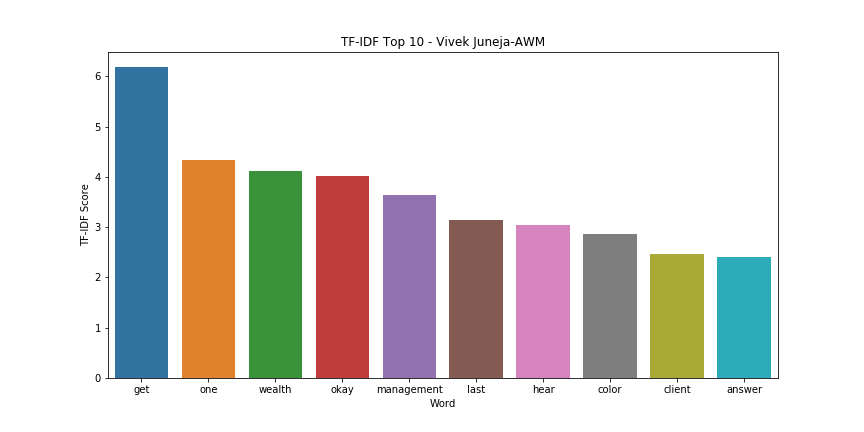 TF-IDF Top 10 - Vivek Juneja-AWM
TF-IDF Score
6
5
4
3
2
1
0
get one wealth okay management last hear color client answer
Word